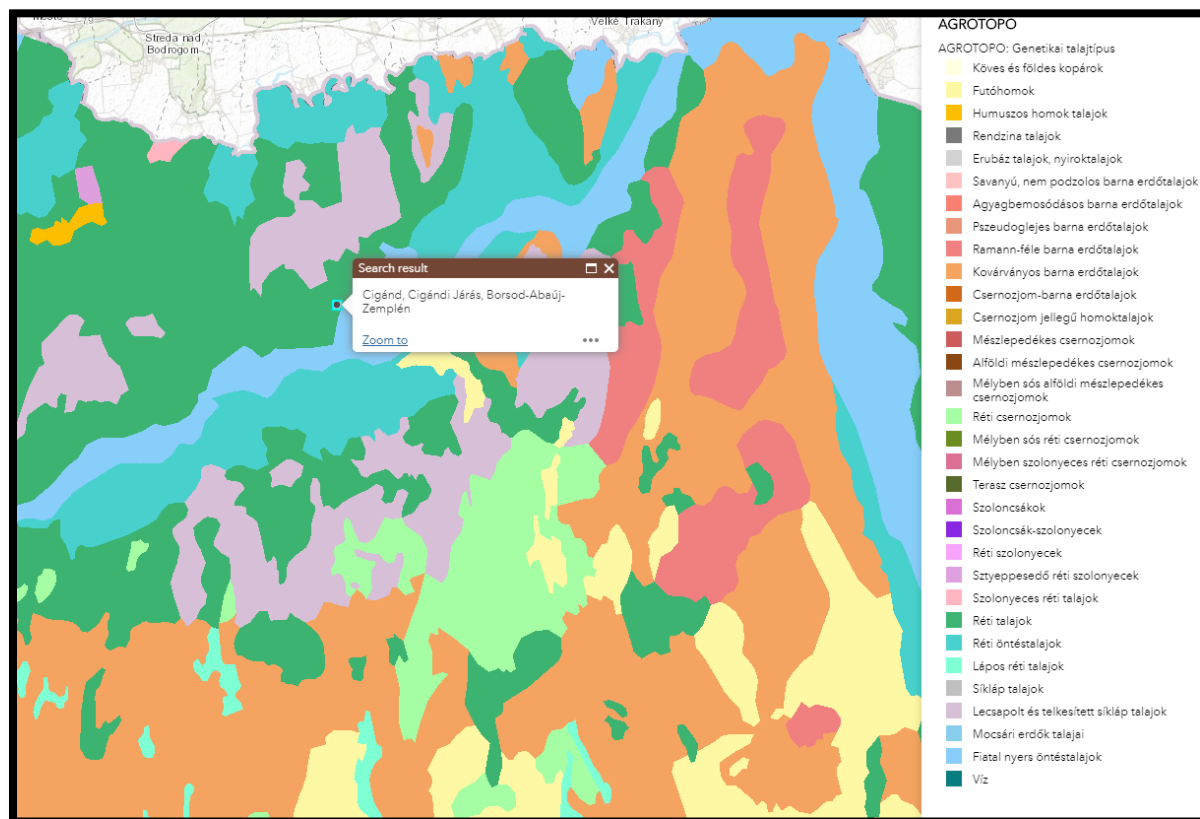 Streda nad
Bodrogom
Veľké Trakany
Search result
Cigánd, Cigándi Járás, Borsod-Abaúj-
Zemplén
Zoom to
AGROTOPO
AGROTOPO: Genetikai talajtípus
Köves és földes kopárok
Futóhomok
Humuszos homok talajok
Rendzina talajok
Erubáz talajok, nyiroktalajok
Savanyú, nem podzolos barna erdőtalajok
Agyagbemosódásos barna erdőtalajok
Pszeudoglejes barna erdőtalajok
Ramann-féle barna erdőtalajok
Kovárványos barna erdőtalajok
Csernozjom-barna erdőtalajok
Csernozjom jellegű homoktalajok
Mészlepedékes csernozjomok
Alföldi mészlepedékes csernozjomok
Mélyben sós alföldi mészlepedékes
csernozjomok
Réti csernozjomok
Mélyben sós réti csernozjomok
Mélyben szolonyeces réti csernozjomok
Terasz csernozjomok
Szoloncsákok
Szoloncsák-szolonyecek
Réti szolonyecek
Sztyeppesedő réti szolonyecek
Szolonyeces réti talajok
Réti talajok
Réti öntéstalajok
Lápos réti talajok
Síkláp talajok
Lecsapolt és telkesített síkláp talajok
Mocsári erdők talajai
Fiatal nyers öntéstalajok
Víz